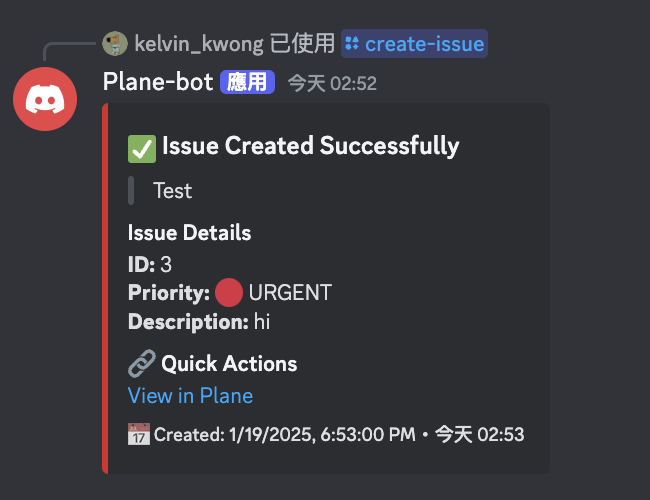 kelvin_kwong 已使用 create-issue
Plane-bot 應用 今天 02:52
Issue Created Successfully
Test
Issue Details
ID: 3
Priority: URGENT
Description: hi
Quick Actions
View in Plane
17 Created: 1/19/2025, 6:53:00 PM • 今天 02:53